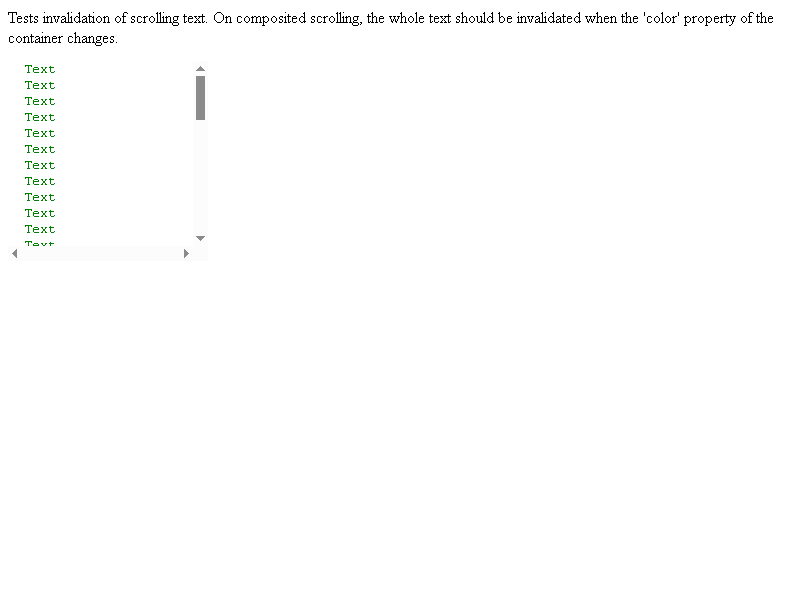 Tests invalidation of scrolling text. On composited scrolling, the whole text should be invalidated when the 'color' property of the
container changes.
Text
Text
Text
Text
Text
Text
Text
Text
Text
Text
Text
Text